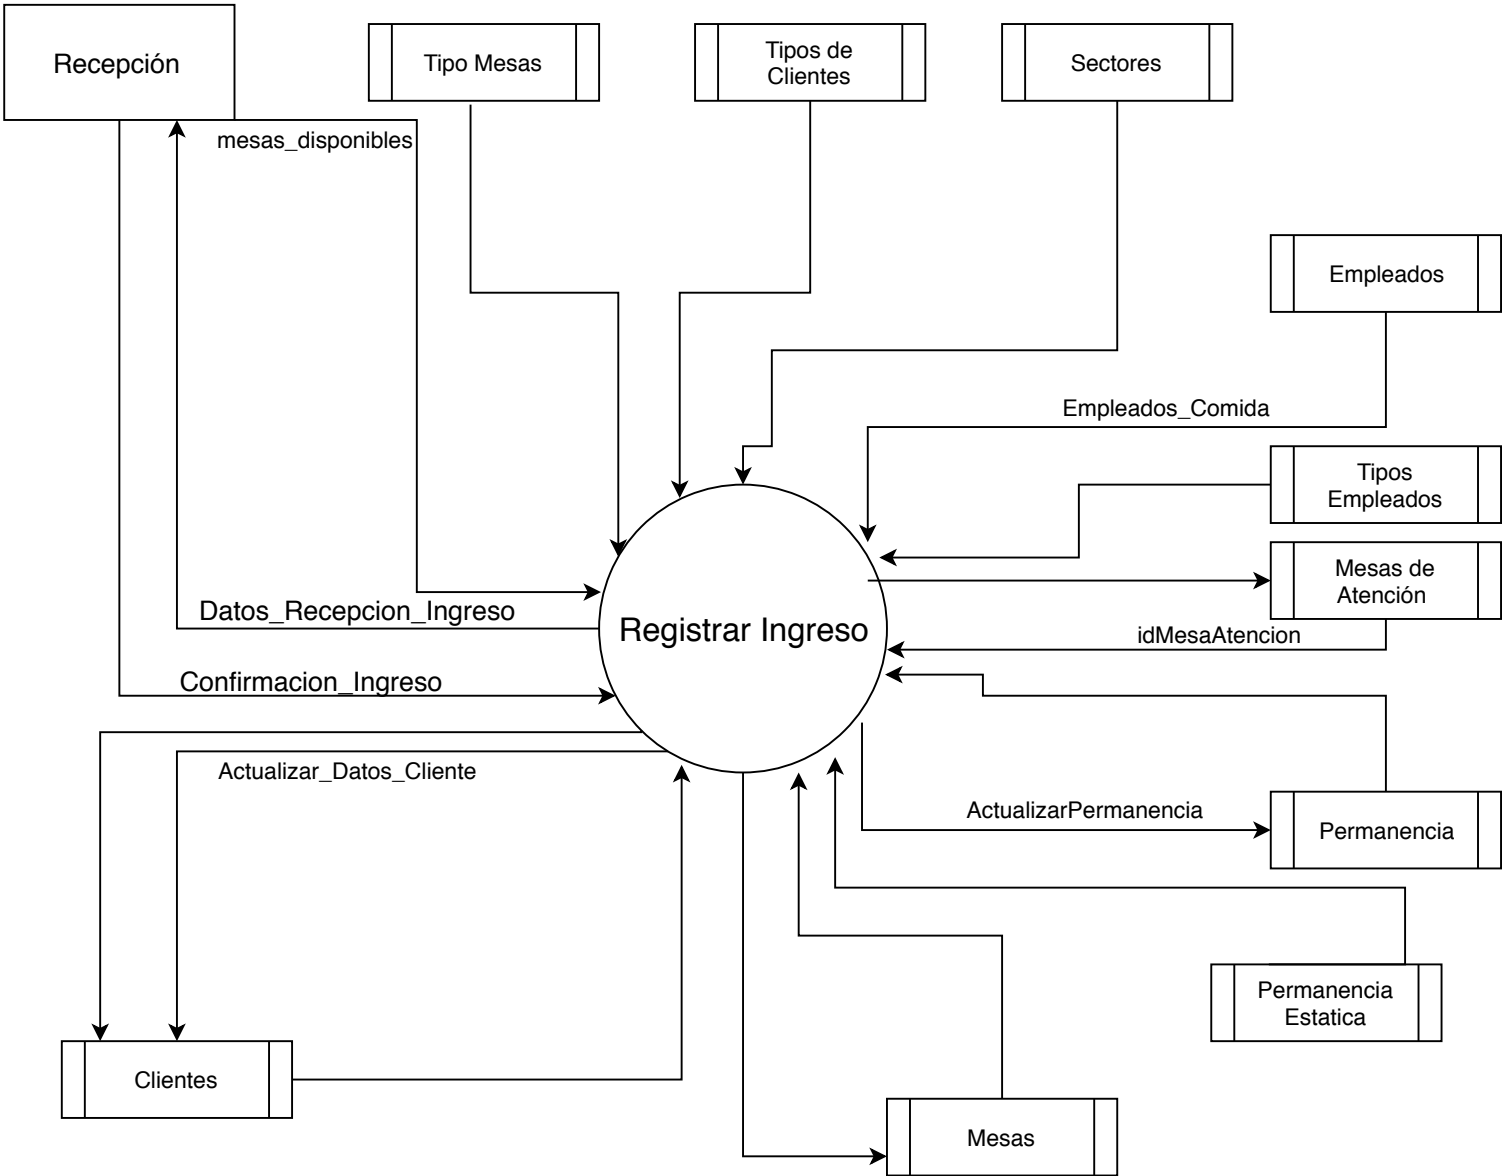 Recepción
Tipo Mesas
Tipos de
Clientes
Sectores
mesas_disponibles
Empleados
Empleados_Comida
Tipos
Empleados
Mesas de
Atención
Datos_Recepcion_Ingreso
Registrar Ingreso
idMesaAtencion
Confirmacion_Ingreso
Actualizar_Datos_Cliente
ActualizarPermanencia
Permanencia
Permanencia
Estatica
Clientes
Mesas